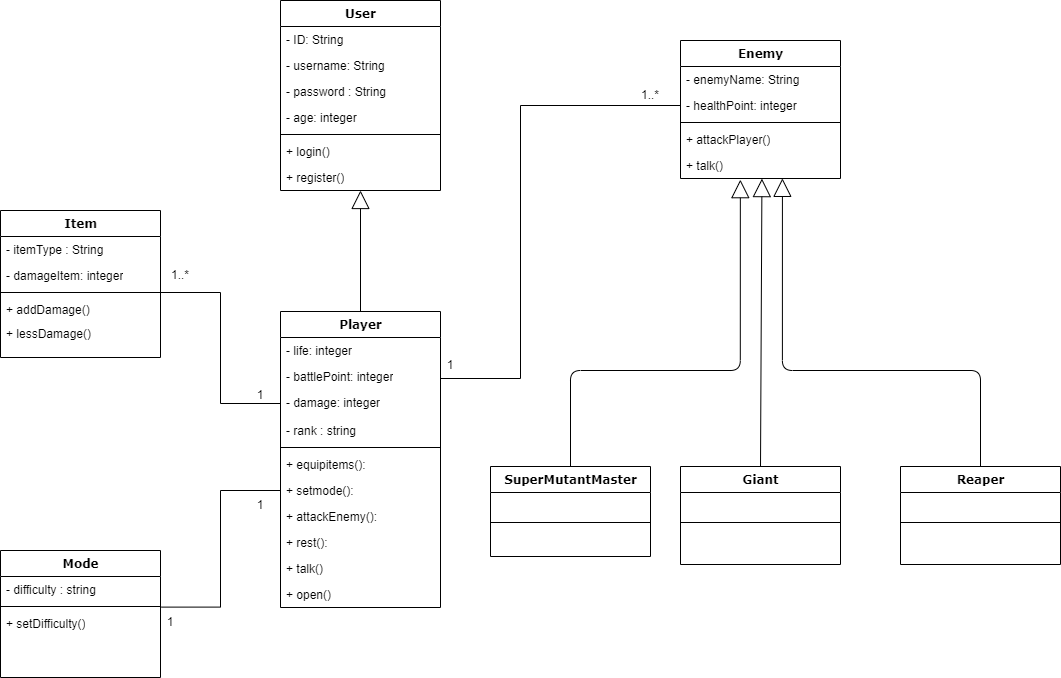 User
- ID: String
- username: String
- password : String
- age: integer
+ login()
+ register()
Enemy
- enemyName: String
- healthPoint: integer
+ attackPlayer()
+ talk()
1..*
Item
- itemType : String
- damageItem: integer
+ addDamage()
+ lessDamage()
1..*
1
Player
- life: integer
- battlePoint: integer
- damage: integer
- rank : string
+ equipitems():
+ setmode():
+ attackEnemy():
+ rest():
+ talk()
+ open()
1
1
Mode
- difficulty : string
+ setDifficulty()
1
SuperMutantMaster
Giant
Reaper